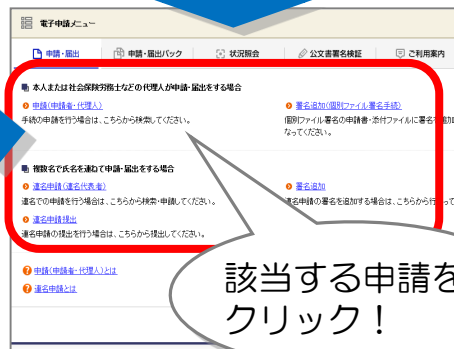 電子申請メニュー
申請・届出
申請・届出パック
状況照会
公文書署名検証
ご利用案内
本人または社会保険労務士などの代理人が申請・届出をする場合
申請(申請者・代理人)
手続の申請を行う場合は、こちらから検索してください。
署名追加(個別ファイル署名手続)
個別ファイル署名の申請書・添付ファイルに署名を追加
なってください。
複数名で氏名を連ねて申請・届出をする場合
連名申請(連名代表者)
連名での申請を行う場合は、こちらから検索・申請してください。
署名追加
連名申請の署名を追加する場合は、こちらから行って
連名申請提出
連名申請の提出を行う場合は、こちらから提出してください。
申請(申請者・代理人)とは
連名申請とは
該当する申請を
クリック！